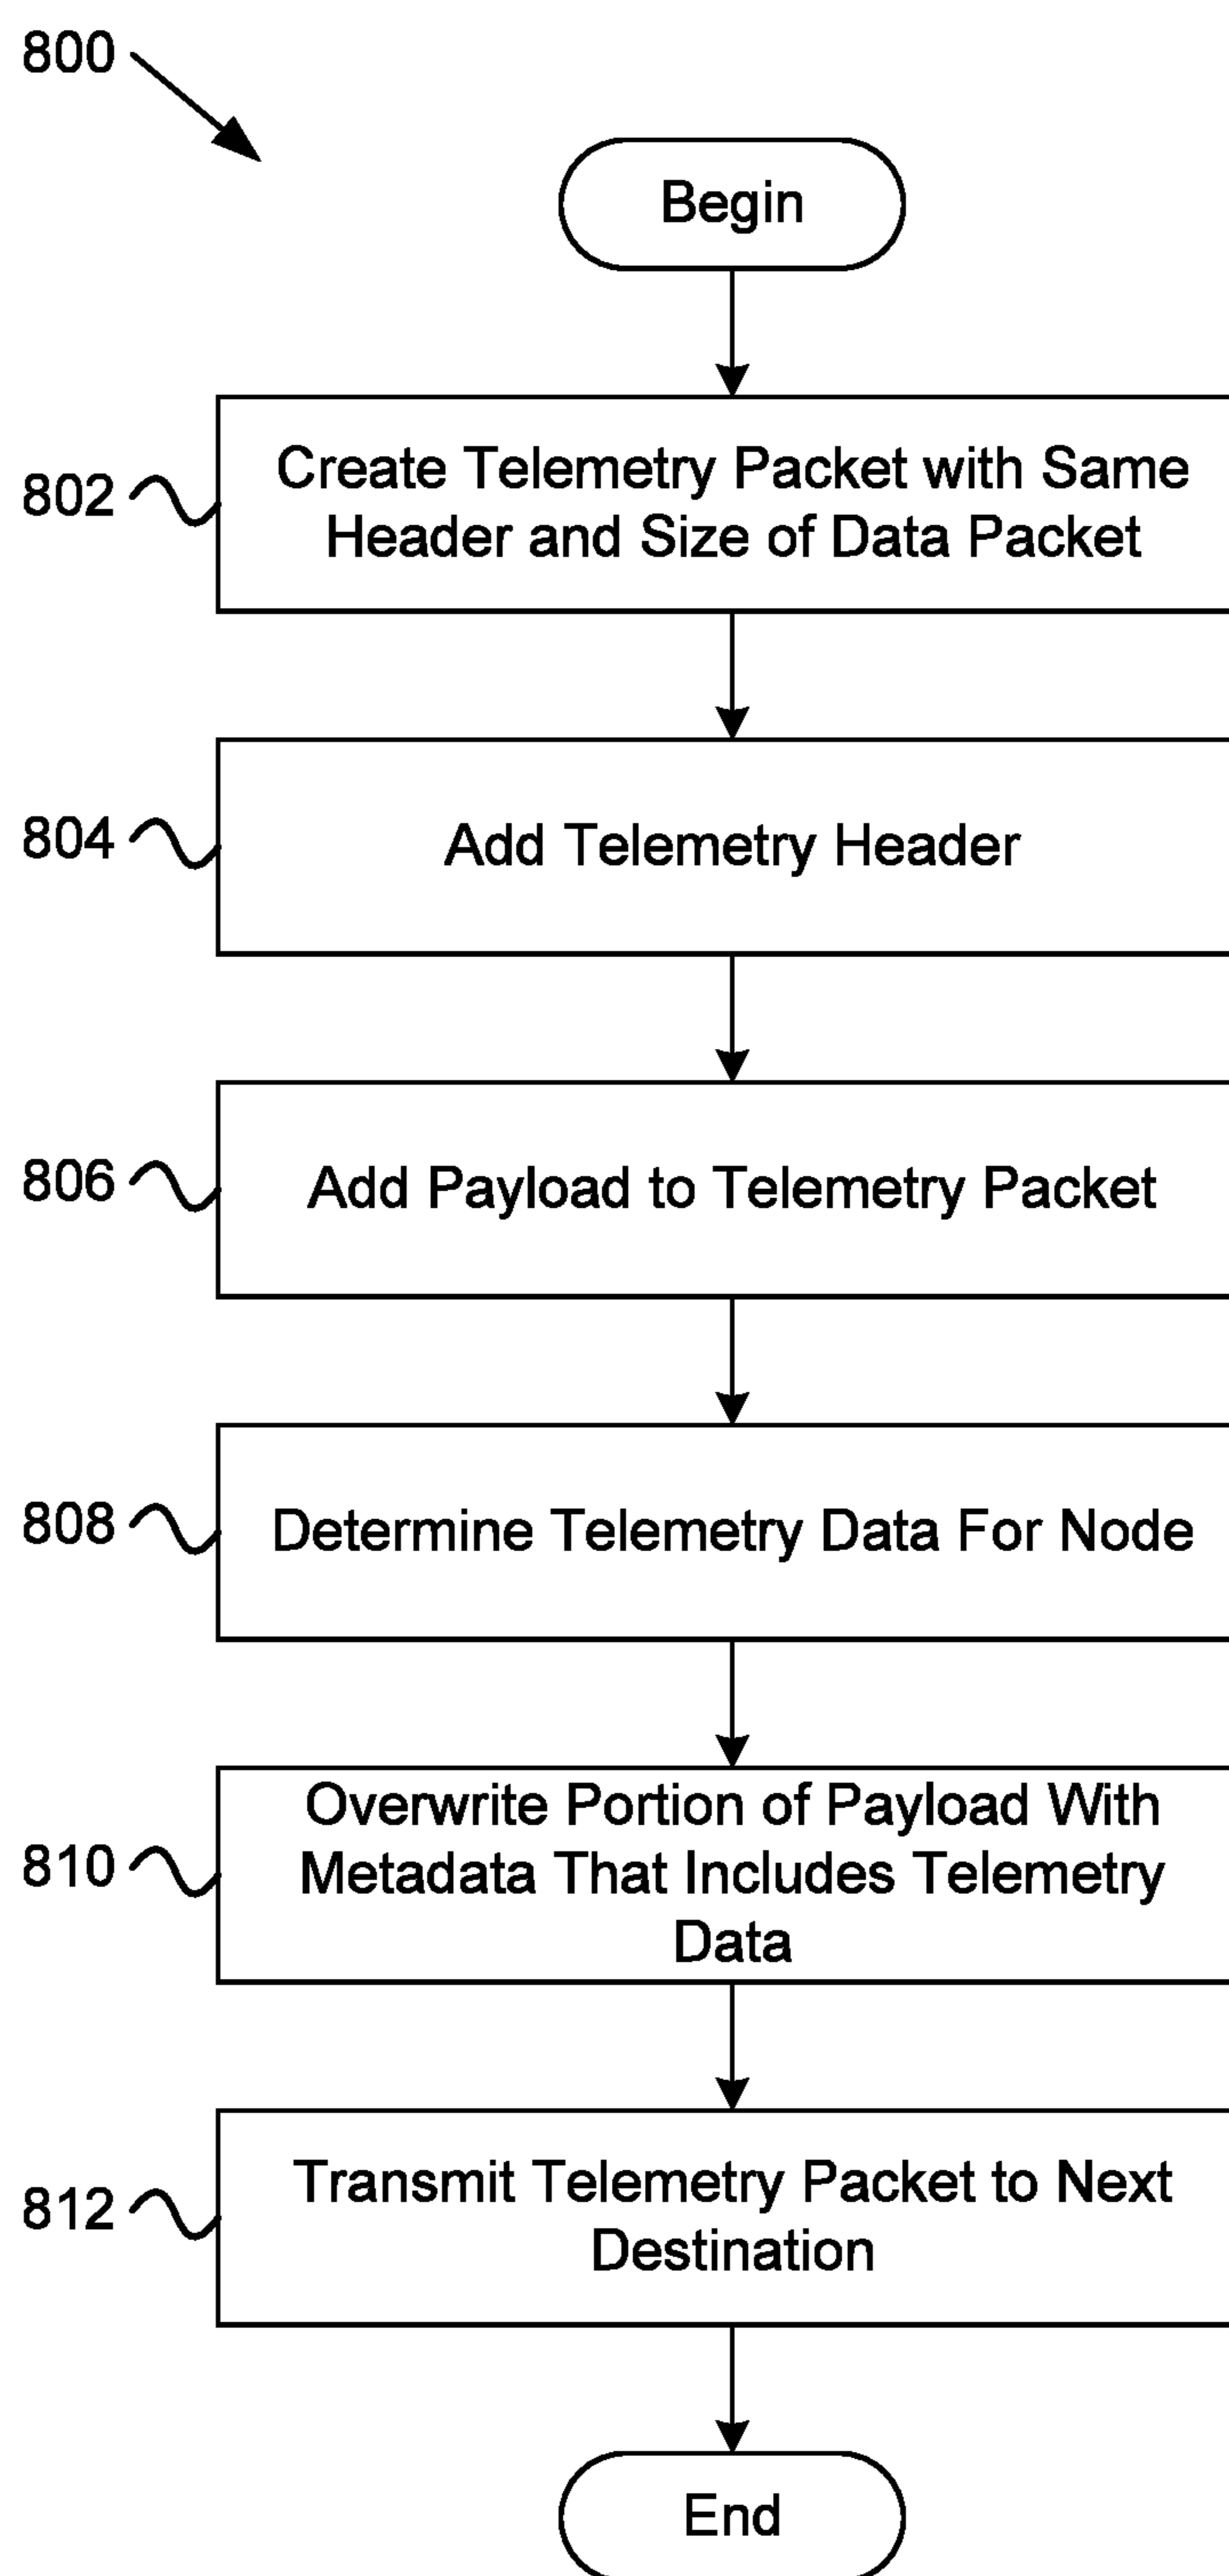 800
Begin
802
Create Telemetry Packet with Same
Header and Size of Data Packet
804
Add Telemetry Header
806
Add Payload to Telemetry Packet
808
Determine Telemetry Data For Node
810
Overwrite Portion of Payload With
Metadata That Includes Telemetry
Data
812
Transmit Telemetry Packet to Next
Destination
End